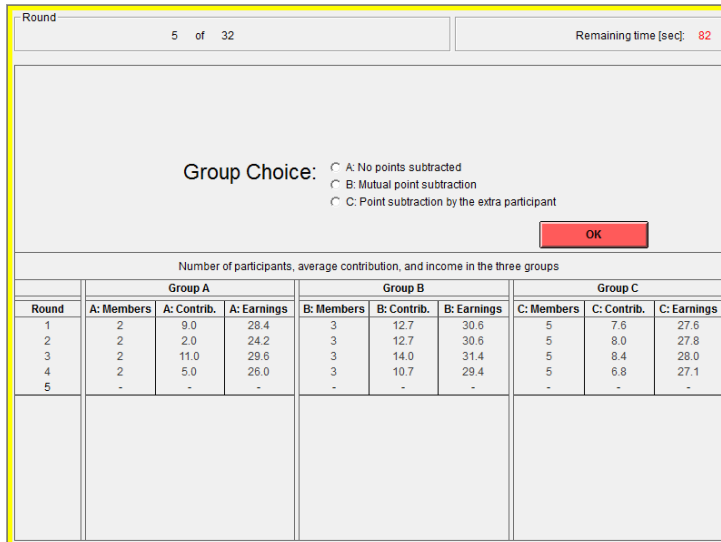 Round
5 of 32
Remaining time [sec]: 82
Group Choice:
A: No points subtracted
B: Mutual point subtraction
C: Point subtraction by the extra participant
OK
Number of participants, average contribution, and income in the three groups
Group A Group B Group C
Round A: Members A: Contrib. A: Earnings B: Members B: Contrib. B: Earnings C: Members C: Contrib. C: Earnings
1 2 9.0 28.4 3 12.7 30.6 5 7.6 27.6
2 2 2.0 24.2 3 12.7 30.6 5 8.0 27.8
3 2 11.0 29.6 3 14.0 31.4 5 8.4 28.0
4 2 5.0 26.0 3 10.7 29.4 5 6.8 27.1
5 - - - - - - - - -